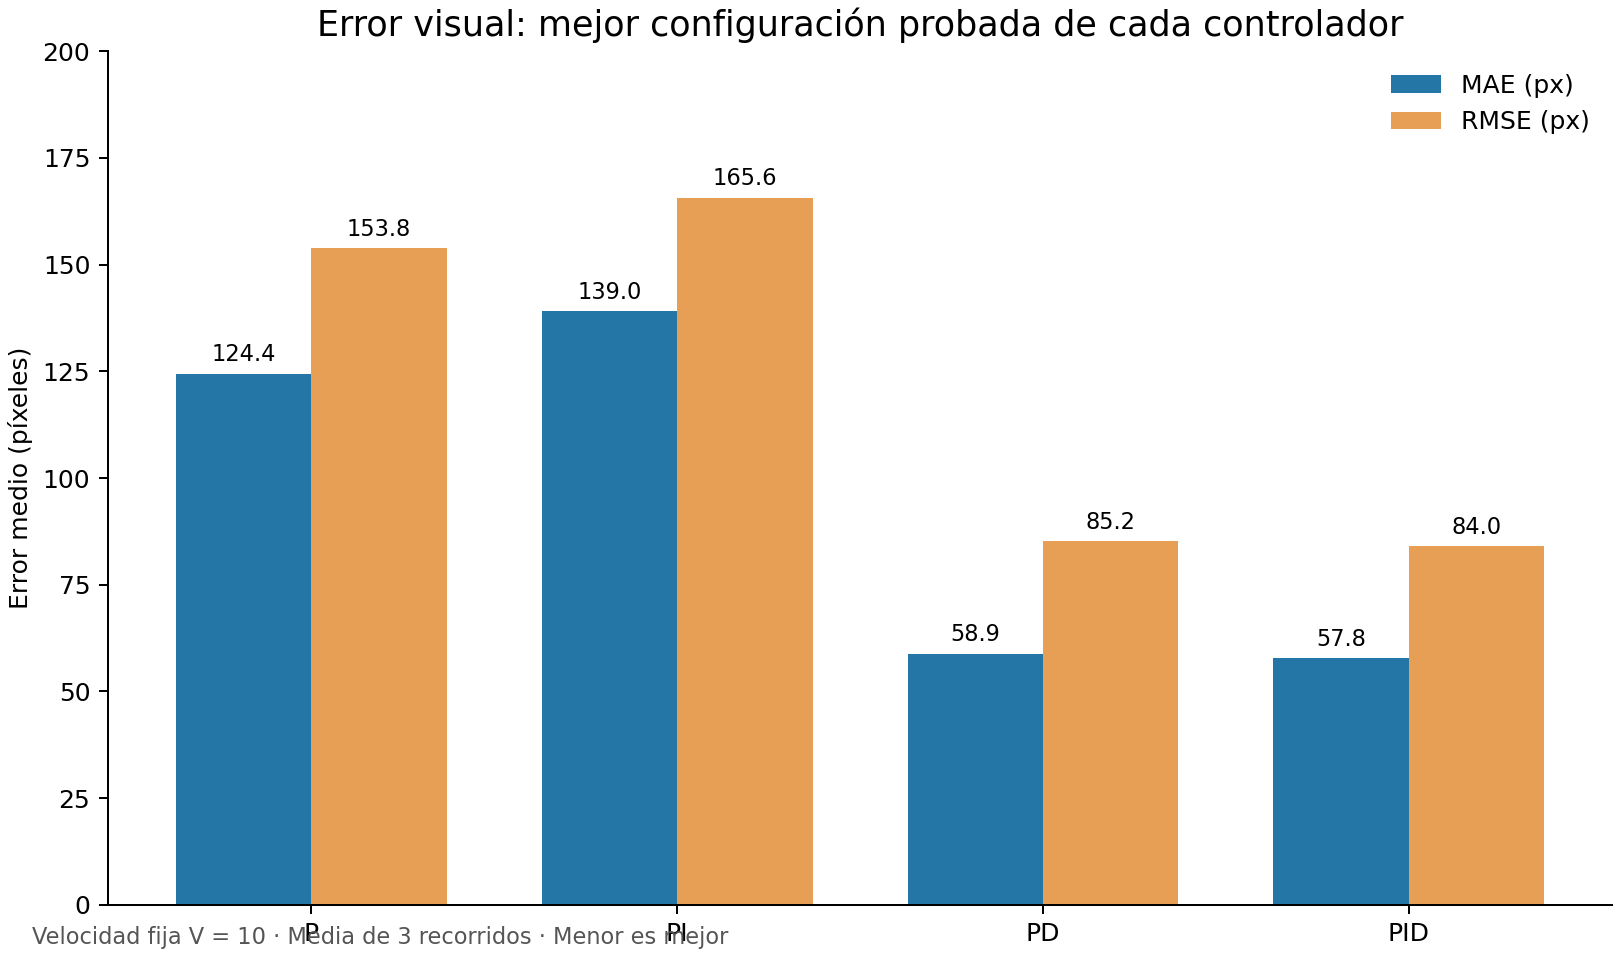 Error visual: mejor configuración probada de cada controlador
MAE (px)
RMSE (px)
Error medio (píxeles)
200
175
150
125
100
75
50
25
0
124.4
153.8
139.0
165.6
58.9
85.2
57.8
84.0
P
PI
PD
PID
Velocidad fija V = 10 · Media de 3 recorridos · Menor es mejor